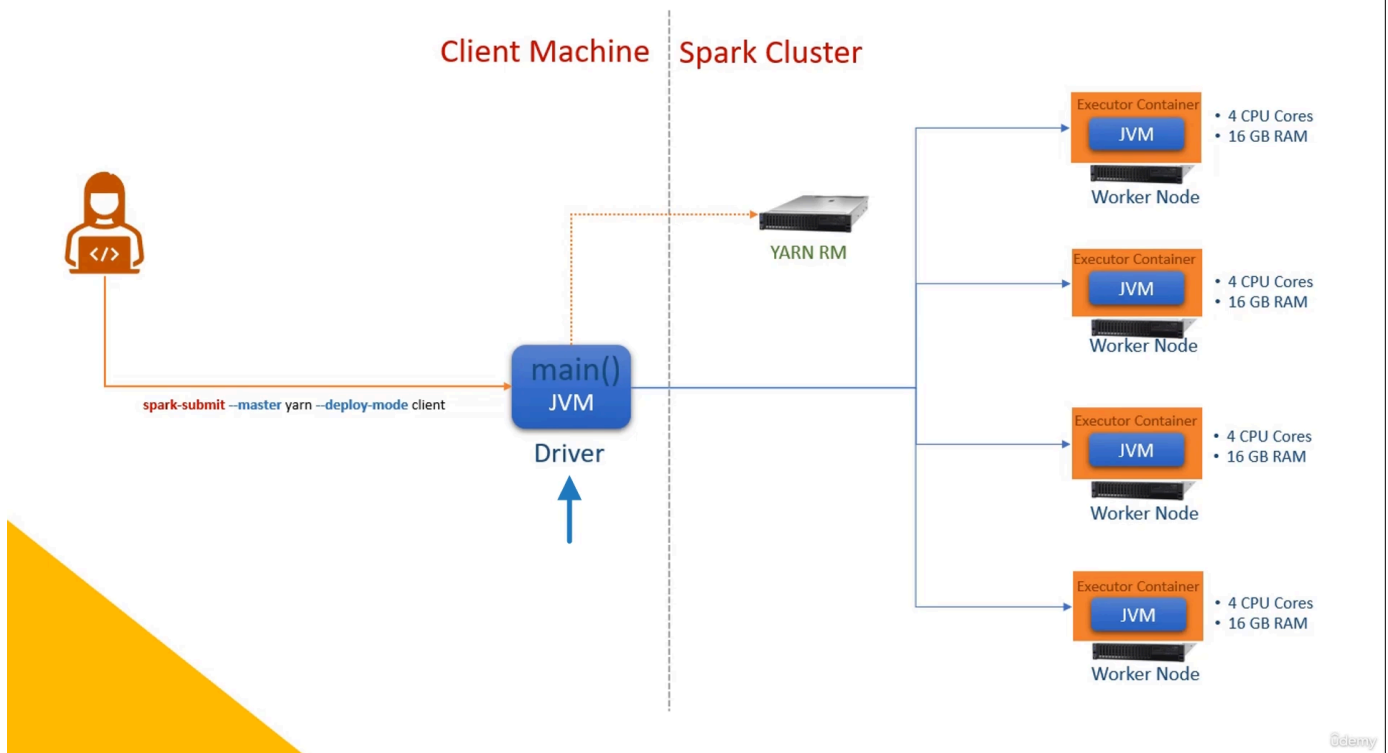 Client Machine
Spark Cluster
Executor Container
JVM
• 4 CPU Cores
• 16 GB RAM
Worker Node
</>
YARN RM
Executor Container
JVM
• 4 CPU Cores
• 16 GB RAM
Worker Node
main()
JVM
Driver
spark-submit --master yarn --deploy-mode client
Executor Container
JVM
• 4 CPU Cores
• 16 GB RAM
Worker Node
Executor Container
JVM
• 4 CPU Cores
• 16 GB RAM
Worker Node
ûdemy